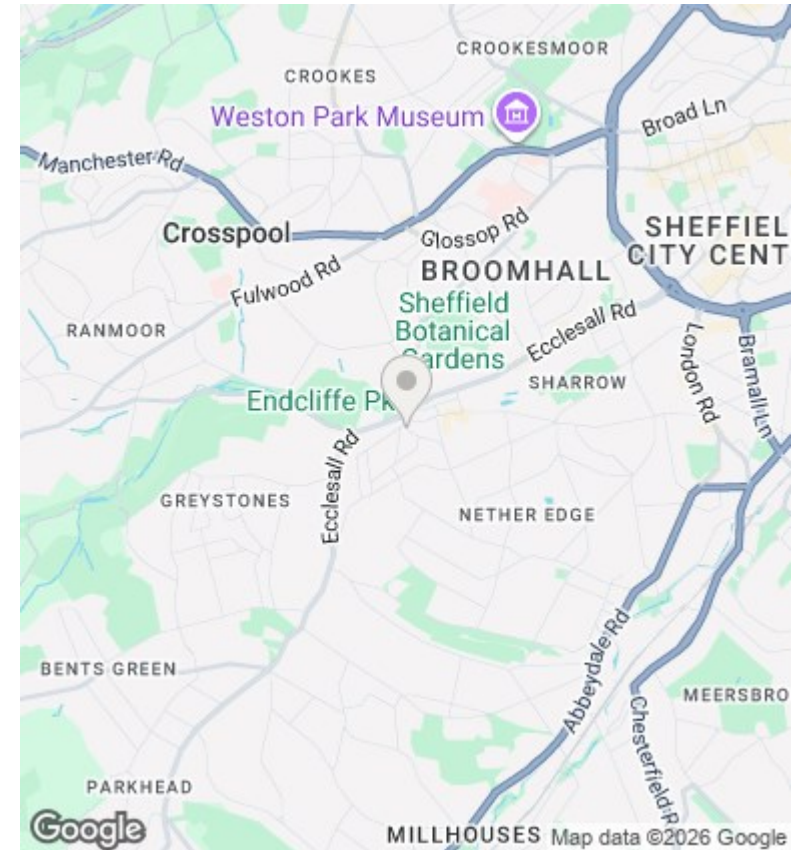 CROOKESMOOR
CROOKES
Weston Park Museum
Broad Ln
Manchester Rd
Crosspool
Glossop Rd
SHEFFIEL
CITY CENT
BROOMHALL
Fulwood Rd
Sheffield
Botanical
Gardens
RANMOOR
Ecclesall Rd
London Rd
Bramall Ln
SHARROW
Endcliffe Pk
Ecclesall Rd
GREYSTONES
NETHER EDGE
Abbeydale Rd
BENTS GREEN
MEERSBRO
Chesterfield R
PARKHEAD
Google
MILLHOUSES
Map data ©2026 Google